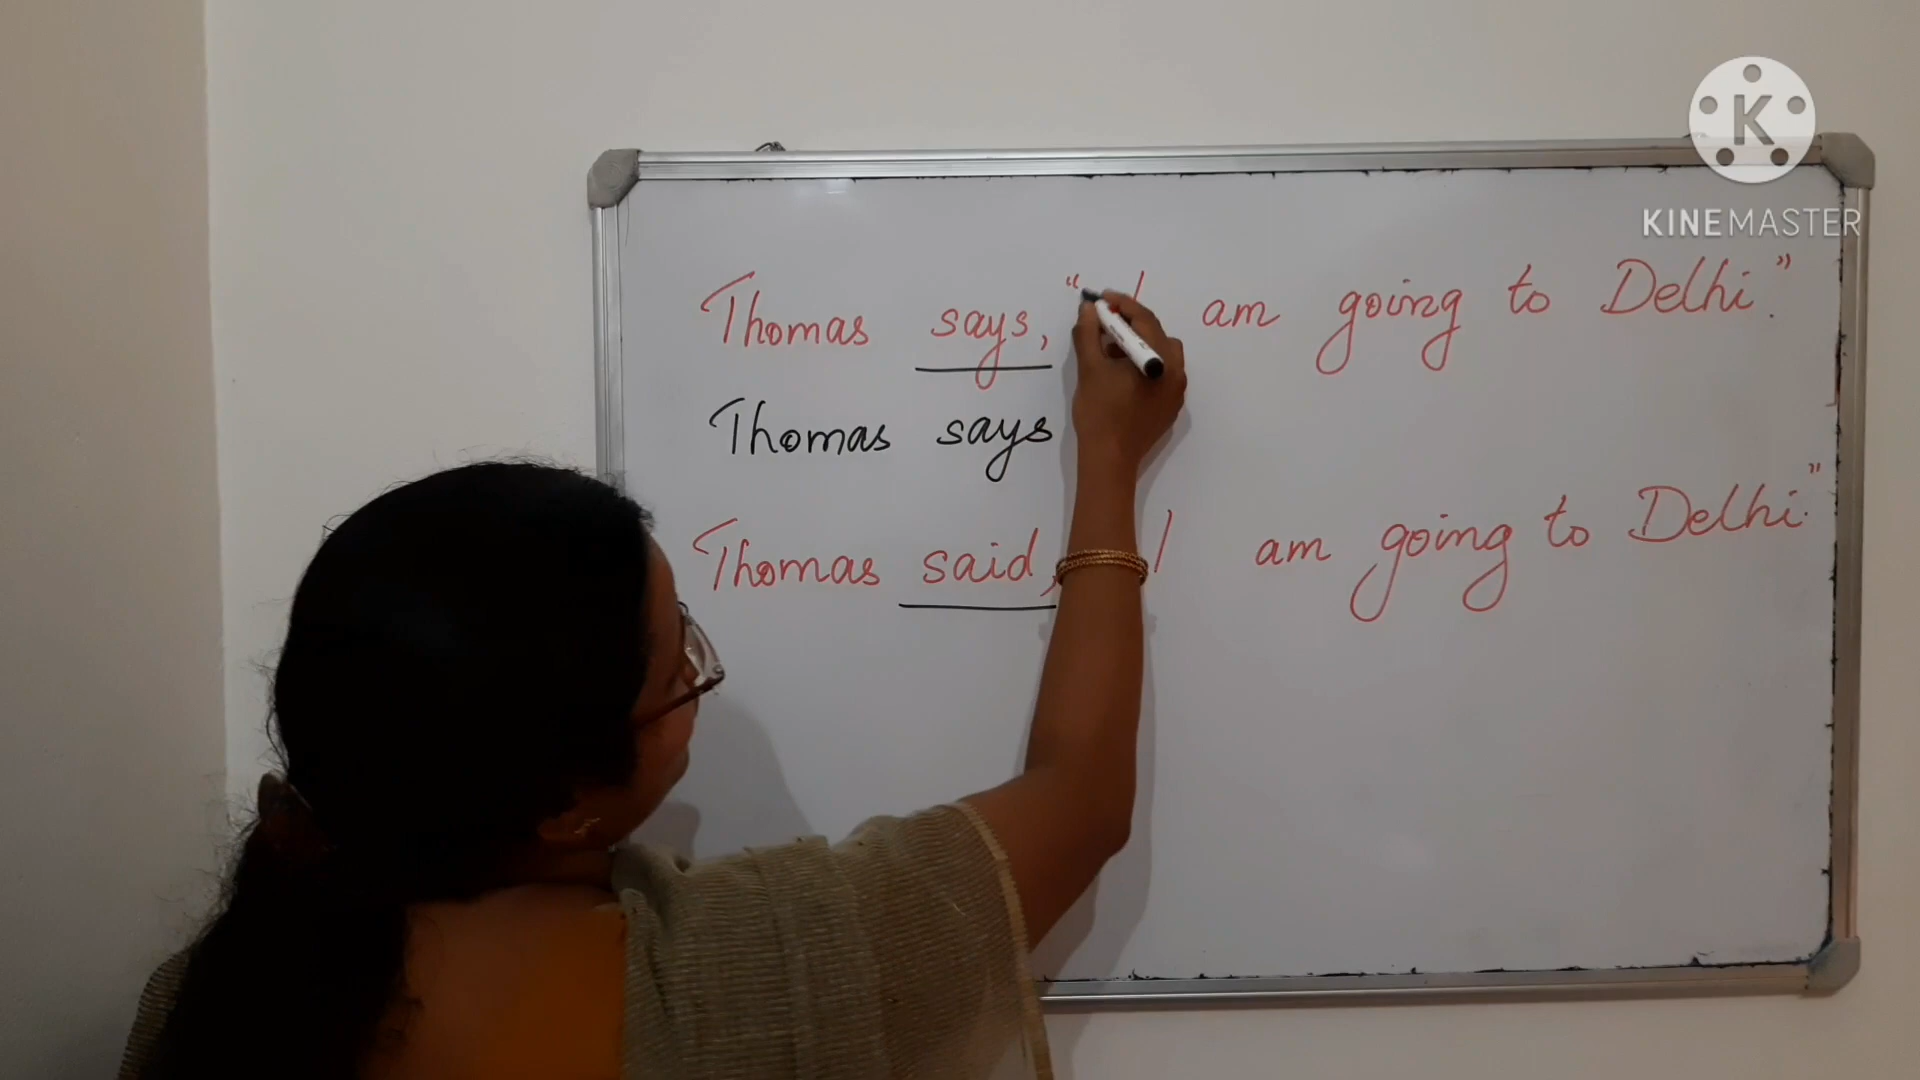 K
KINEMASTER
Thomas says, “I am going to Delhi.”
Thomas says
Thomas said, I am going to Delhi.”